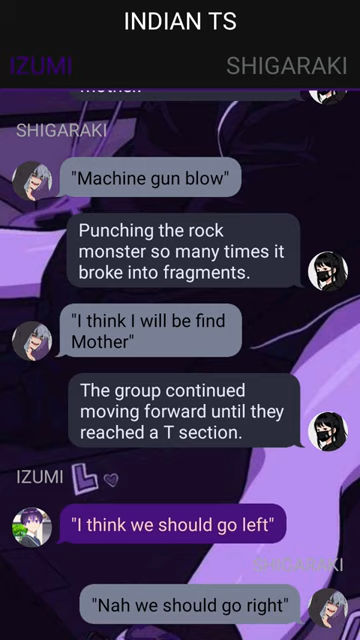 INDIAN TS
IZUMI SHIGARAKI
mother.
SHIGARAKI
"Machine gun blow"
Punching the rock
monster so many times it
broke into fragments.
"I think I will be find
Mother"
The group continued
moving forward until they
reached a T section.
IZUMI L
"I think we should go left"
SHIGARAKI
"Nah we should go right"